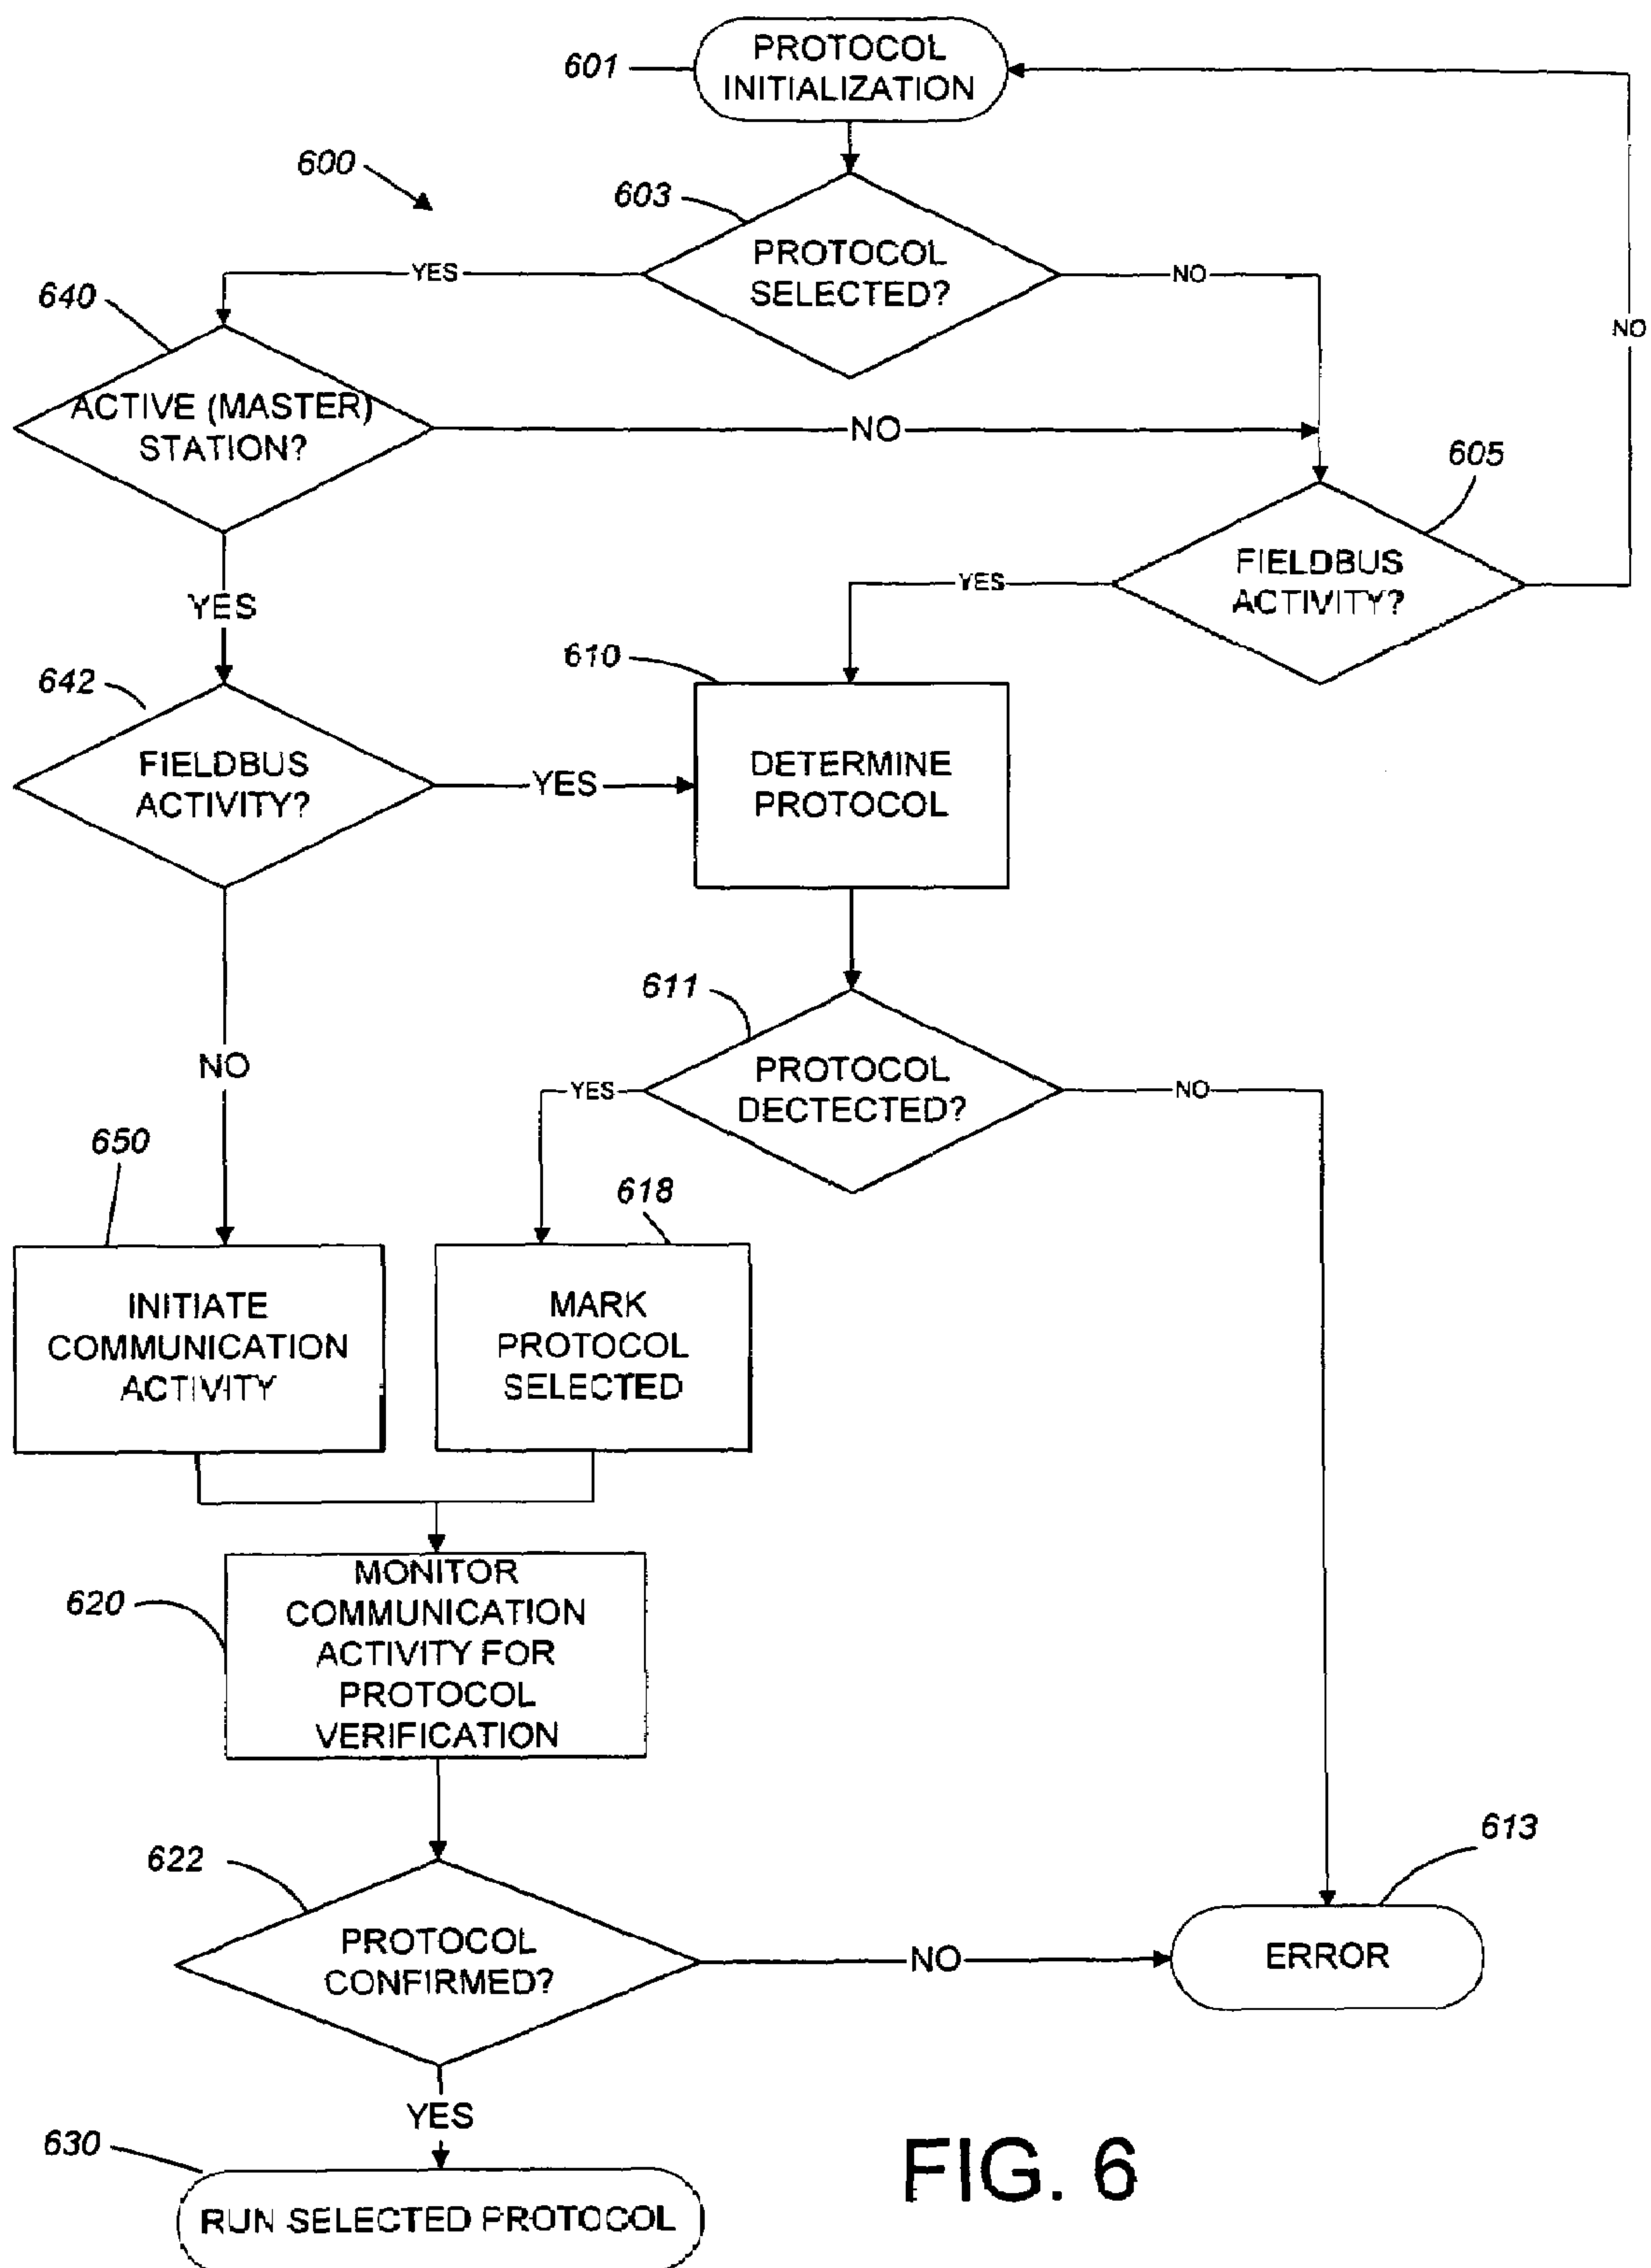 601
PROTOCOL
INITIALIZATION
600
603
PROTOCOL
SELECTED?
YES
NO
640
ACTIVE (MASTER)
STATION?
NO
NO
605
FIELDBUS
ACTIVITY?
YES
YES
610
642
FIELDBUS
ACTIVITY?
YES
DETERMINE
PROTOCOL
611
PROTOCOL
DECTECTED?
YES
NO
NO
650
618
INITIATE
COMMUNICATION
ACTIVITY
MARK
PROTOCOL
SELECTED
620
MONITOR
COMMUNICATION
ACTIVITY FOR
PROTOCOL
VERIFICATION
622
PROTOCOL
CONFIRMED?
NO
613
ERROR
YES
630
RUN SELECTED PROTOCOL
FIG. 6